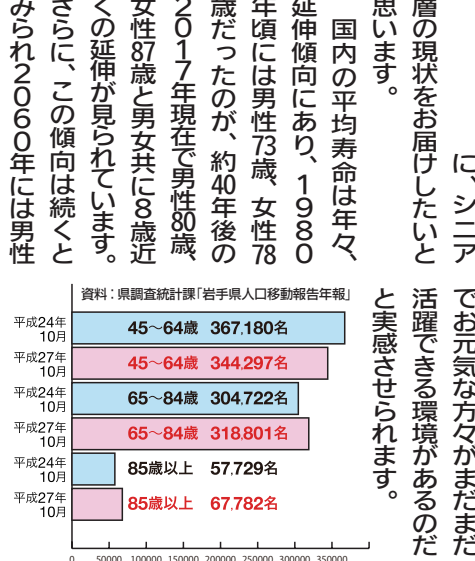 に、シニア
層の現状をお届けしたいと
思います。
国内の平均寿命は年々、
延伸傾向にあり、1980
年頃には男性73歳、女性78
歳だったのが、約40年後の
2017年現在で男性80歳、
女性87歳と男女共に8歳近
くの延伸が見られています。
さらに、この傾向は続くと
みられ2060年には男性
でお元気な方々がまだまだ
活躍できる環境があるのだ
と実感させられます。
資料：県調査統計課「岩手県人口移動報告年報」
平成24年
10月
45〜64歳 367,180名
平成27年
10月
45〜64歳 344,297名
平成24年
10月
65〜84歳 304,722名
平成27年
10月
65〜84歳 318,801名
平成24年
10月
85歳以上 57,729名
平成27年
10月
85歳以上 67,782名
0 50000 100000 150000 200000 250000 300000 350000